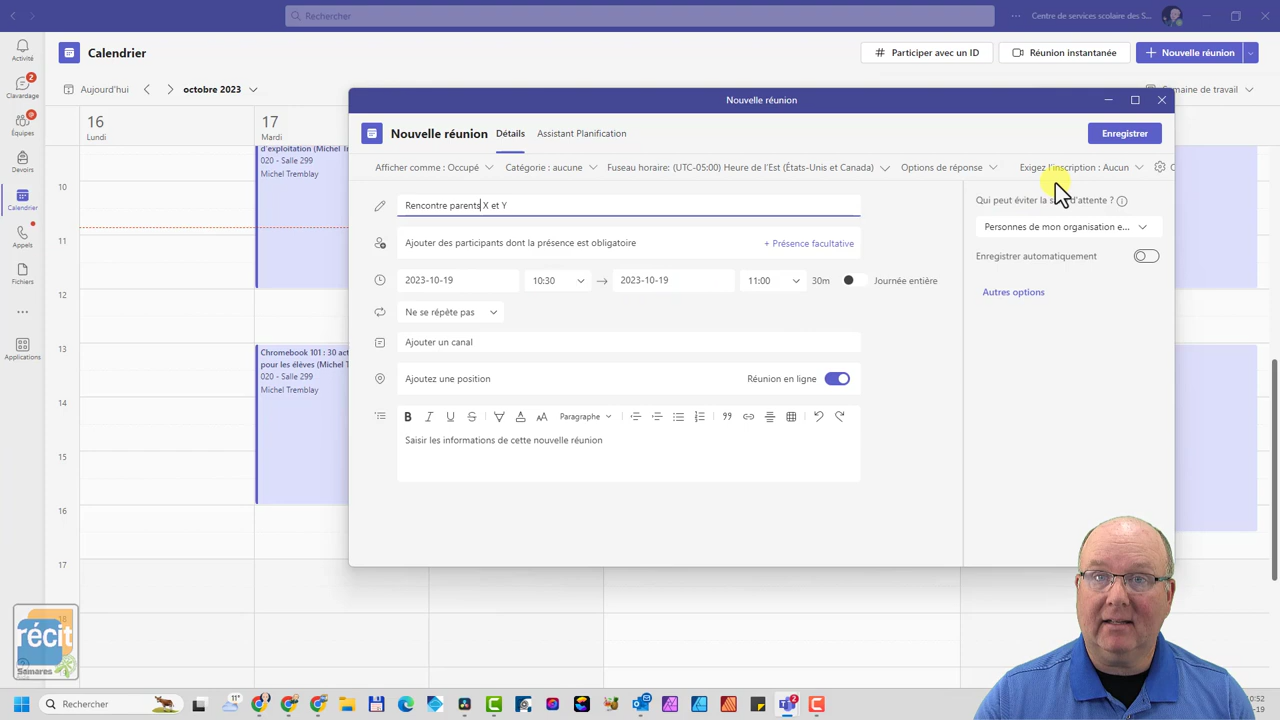 Rechercher
Centre de services scolaire des S...
Activité
Calendrier
Participer avec un ID
Réunion instantanée
Nouvelle réunion
2
Clavardage
Aujourd'hui
octobre 2023
Semaine de travail
Équipes
Devoirs
Calendrier
Appels
Fichiers
Applications
16
Lundi
17
Mardi
d'exploitation (Michel T
020 - Salle 299
Michel Tremblay
10
11
12
13
14
15
16
17
18
Chromebook 101 : 30 act
pour les élèves (Michel T
020 - Salle 299
Michel Tremblay
Nouvelle réunion
Nouvelle réunion
Détails
Assistant Planification
Enregistrer
Afficher comme : Occupé
Catégorie : aucune
Fuseau horaire: (UTC-05:00) Heure de l'Est (États-Unis et Canada)
Options de réponse
Exigez l'inscription : Aucun
Rencontre parents X et Y
Ajouter des participants dont la présence est obligatoire
+ Présence facultative
2023-10-19
10:30
2023-10-19
11:00
30m
Journée entière
Ne se répète pas
Ajouter un canal
Ajoutez une position
Réunion en ligne
B I U S
Paragraphe
Saisir les informations de cette nouvelle réunion
Qui peut éviter la
d'attente ?
Personnes de mon organisation e...
Enregistrer automatiquement
Autres options
récit
Samares
Rechercher
11°
2
10:52